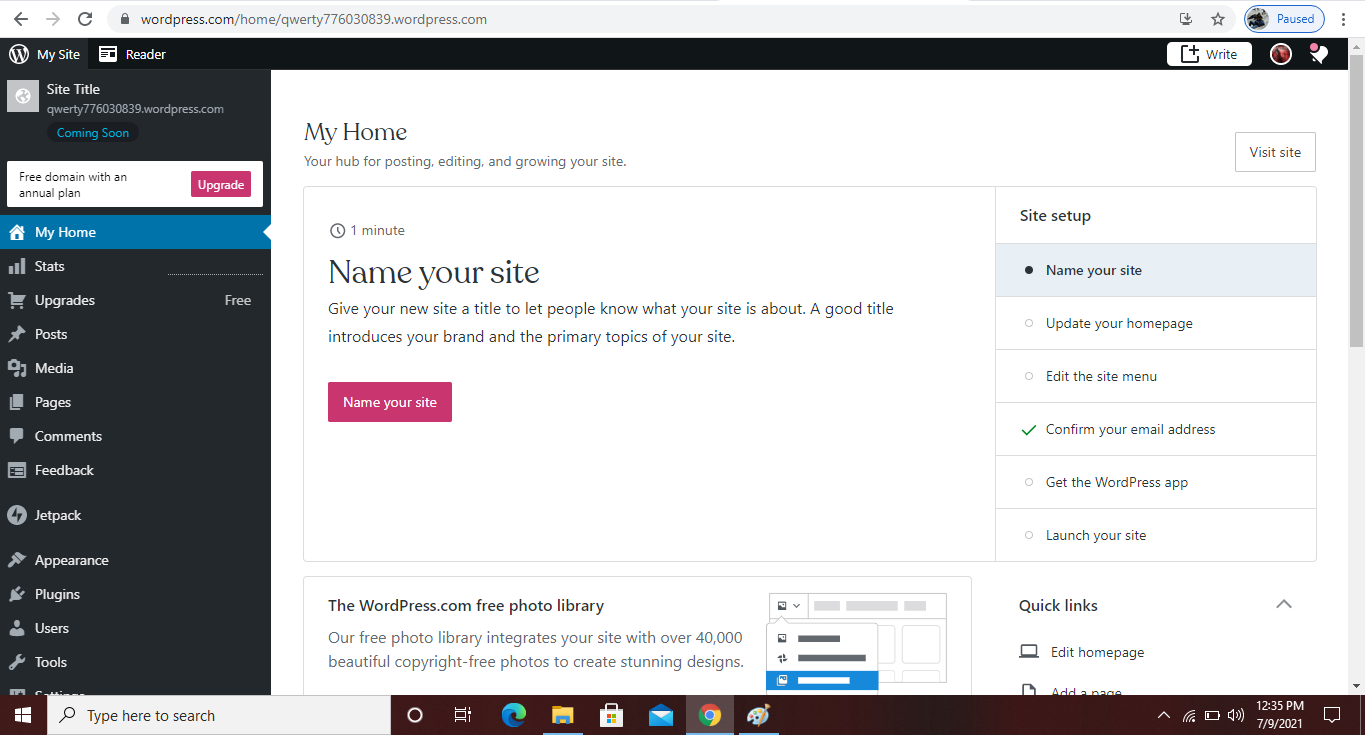 wordpress.com/home/qwerty776030839.wordpress.com
Paused
My Site
Reader
Write
Site Title
qwerty776030839.wordpress.com
Coming Soon
Free domain with an
annual plan
Upgrade
My Home
Stats
Upgrades
Free
Posts
Media
Pages
Comments
Feedback
Jetpack
Appearance
Plugins
Users
Tools
Settings
My Home
Your hub for posting, editing, and growing your site.
Visit site
1 minute
Name your site
Give your new site a title to let people know what your site is about. A good title
introduces your brand and the primary topics of your site.
Name your site
Site setup
Name your site
Update your homepage
Edit the site menu
Confirm your email address
Get the WordPress app
Launch your site
The WordPress.com free photo library
Our free photo library integrates your site with over 40,000
beautiful copyright-free photos to create stunning designs.
Quick links
Edit homepage
Add a page
Type here to search
12:35 PM
7/9/2021